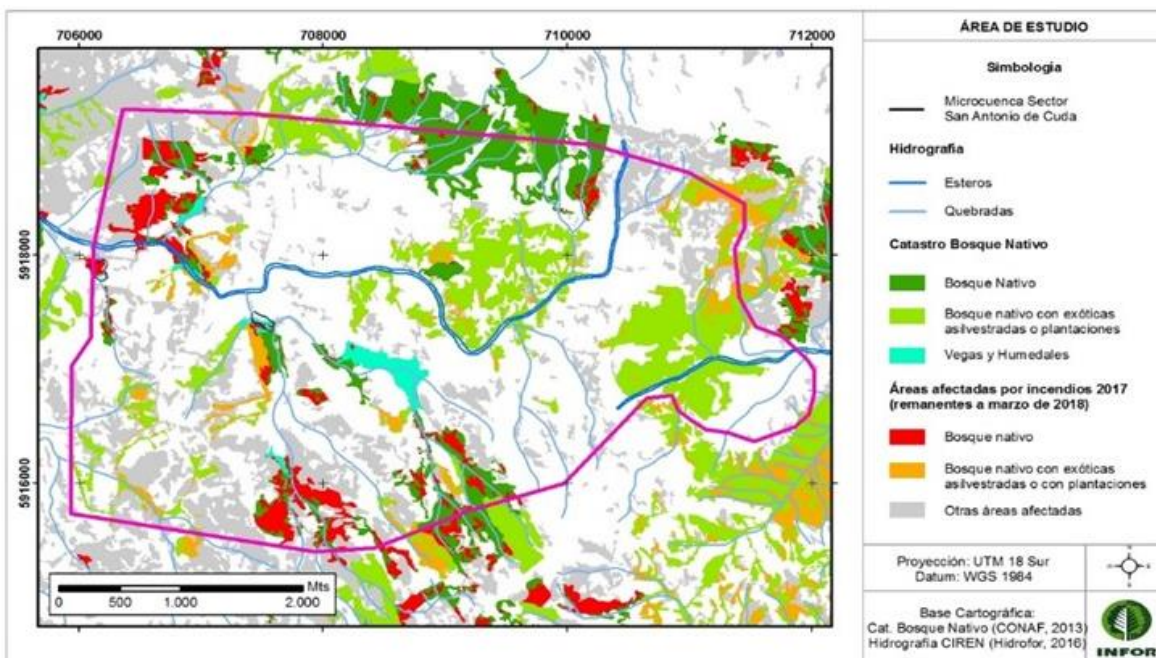 706000 708000 710000 712000
5918000
5916000
Mts
0 500 1.000 2.000
ÁREA DE ESTUDIO
Simbologia
Microcuenca Sector
San Antonio de Cuda
Hidrografía
Esteros
Quebradas
Catastro Bosque Nativo
Bosque Nativo
Bosque nativo con exóticas
asilvestradas o plantaciones
Vegas y Humedales
Áreas afectadas por incendios 2017
(remanentes a marzo de 2018)
Bosque nativo
Bosque nativo con exóticas
asilvestradas o con plantaciones
Otras áreas afectadas
Proyección: UTM 18 Sur
Datum: WGS 1984
Base Cartográfica:
Cat. Bosque Nativo (CONAF, 2013)
Hidrografia CIREN (Hidrofor, 2016)
INFOR